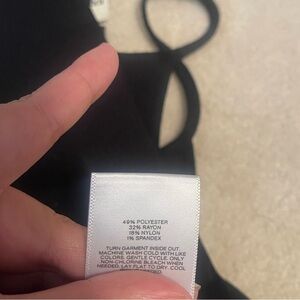 49% POLYESTER
32% RAYON
18% NYLON
1% SPANDEX
TURN GARMENT INSIDE OUT.
MACHINE WASH COLD WITH LIKE
COLORS. GENTLE CYCLE. ONLY
NON-CHLORINE BLEACH WHEN
NEEDED. LAY FLAT TO DRY. COOL